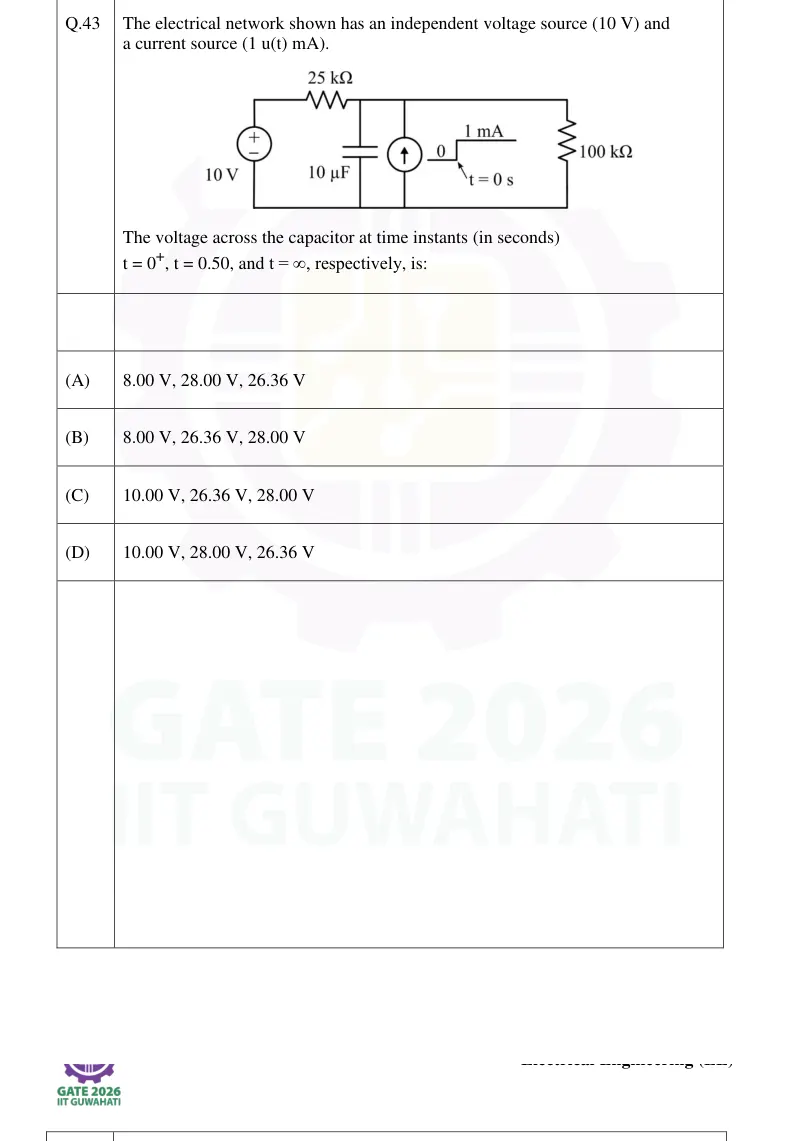 Q.43 The electrical network shown has an independent voltage source (10 V) and
a current source (1 u(t) mA).
25 kΩ
1 mA
+
−
0
100 kΩ
10 V
10 µF
t = 0 s
The voltage across the capacitor at time instants (in seconds)
t = 0⁺, t = 0.50, and t = ∞, respectively, is:
(A) 8.00 V, 28.00 V, 26.36 V
(B) 8.00 V, 26.36 V, 28.00 V
(C) 10.00 V, 26.36 V, 28.00 V
(D) 10.00 V, 28.00 V, 26.36 V
GATE 2026
IIT GUWAHATI
GATE 2026
IIT GUWAHATI